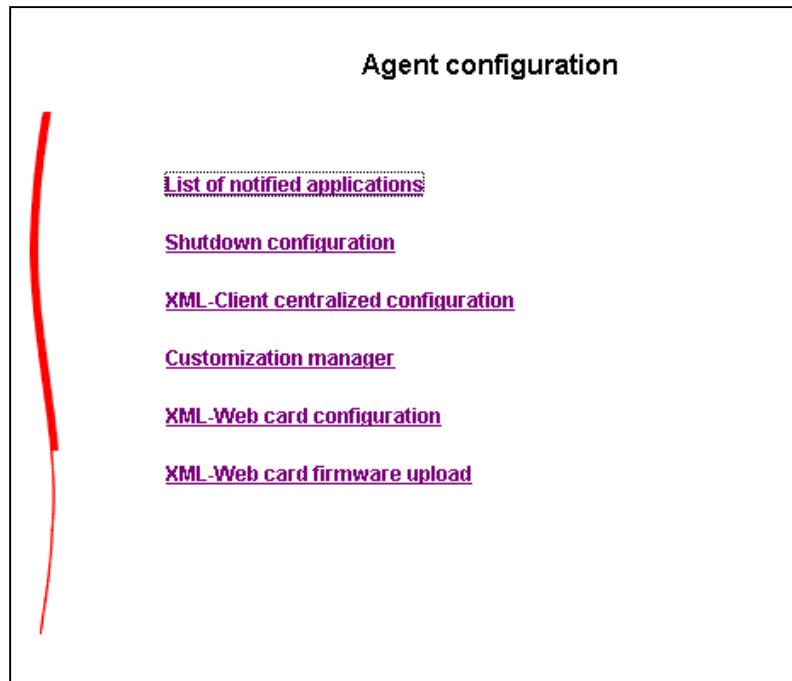 Agent configuration
List of notified applications
Shutdown configuration
XML-Client centralized configuration
Customization manager
XML-Web card configuration
XML-Web card firmware upload